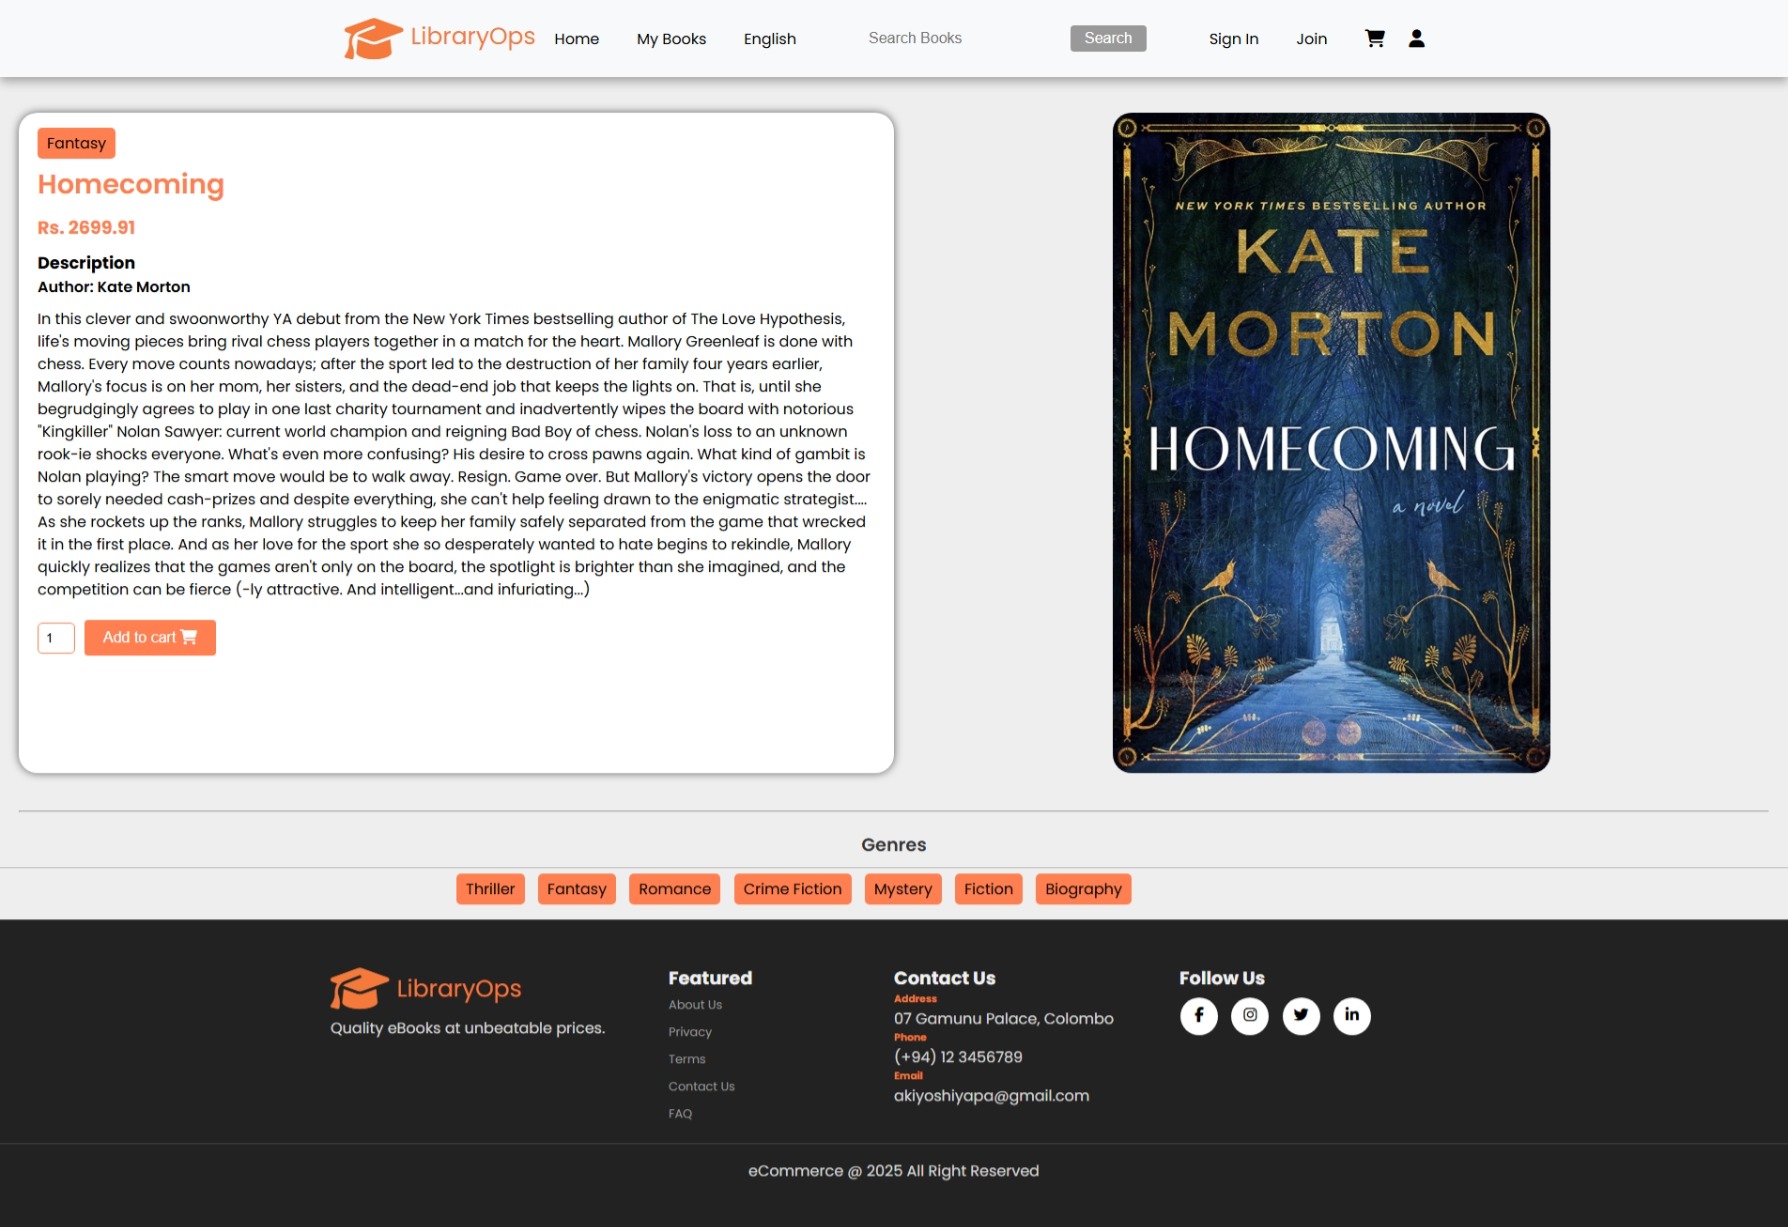 LibraryOps
Home
My Books
English
Search Books
Search
Sign In
Join
Fantasy
Homecoming
Rs. 2699.91
Description
Author: Kate Morton
In this clever and swoonworthy YA debut from the New York Times bestselling author of The Love Hypothesis,
life's moving pieces bring rival chess players together in a match for the heart. Mallory Greenleaf is done with
chess. Every move counts nowadays; after the sport led to the destruction of her family four years earlier,
Mallory's focus is on her mom, her sisters, and the dead-end job that keeps the lights on. That is, until she
begrudgingly agrees to play in one last charity tournament and inadvertently wipes the board with notorious
"Kingkiller" Nolan Sawyer: current world champion and reigning Bad Boy of chess. Nolan's loss to an unknown
rook-ie shocks everyone. What's even more confusing? His desire to cross pawns again. What kind of gambit is
Nolan playing? The smart move would be to walk away. Resign. Game over. But Mallory's victory opens the door
to sorely needed cash-prizes and despite everything, she can't help feeling drawn to the enigmatic strategist....
As she rockets up the ranks, Mallory struggles to keep her family safely separated from the game that wrecked
it in the first place. And as her love for the sport she so desperately wanted to hate begins to rekindle, Mallory
quickly realizes that the games aren't only on the board, the spotlight is brighter than she imagined, and the
competition can be fierce (-ly attractive. And intelligent...and infuriating...)
1
Add to cart
NEW YORK TIMES BESTSELLING AUTHOR
KATE
MORTON
HOMECOMING
a novel
Genres
Thriller
Fantasy
Romance
Crime Fiction
Mystery
Fiction
Biography
LibraryOps
Quality eBooks at unbeatable prices.
Featured
About Us
Privacy
Terms
Contact Us
FAQ
Contact Us
Address
07 Gamunu Palace, Colombo
Phone
(+94) 12 3456789
Email
akiyoshiyapa@gmail.com
Follow Us
eCommerce @ 2025 All Right Reserved